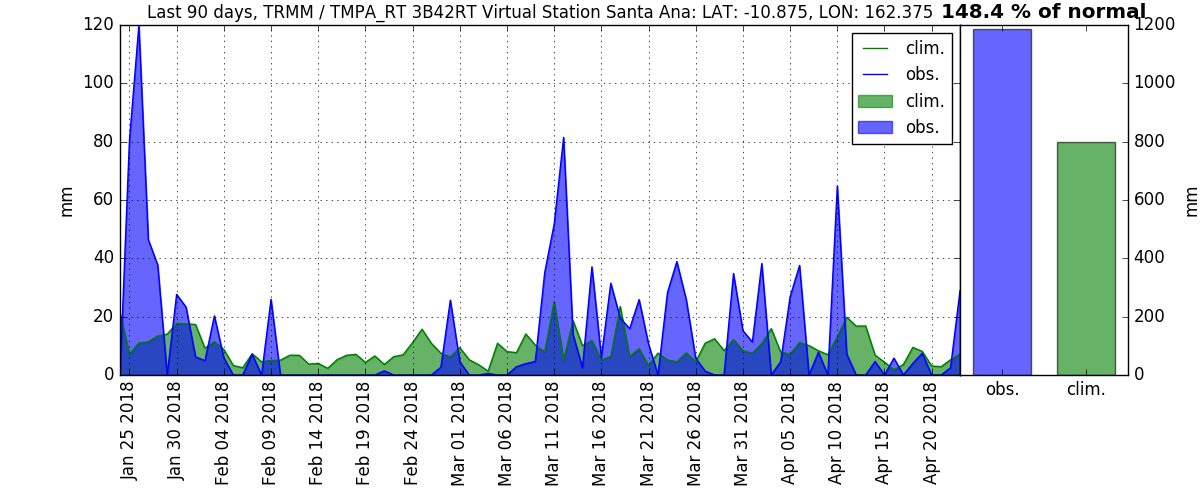 Last 90 days, TRMM / TMPA_RT 3B42RT Virtual Station Santa Ana: LAT: -10.875, LON: 162.375 148.4 % of normal
120
100
80
60
40
20
0
mm
clim.
obs.
clim.
obs.
1200
1000
800
600
400
200
0
mm
obs. clim.
Jan 25 2018
Jan 30 2018
Feb 04 2018
Feb 09 2018
Feb 14 2018
Feb 19 2018
Feb 24 2018
Mar 01 2018
Mar 06 2018
Mar 11 2018
Mar 16 2018
Mar 21 2018
Mar 26 2018
Mar 31 2018
Apr 05 2018
Apr 10 2018
Apr 15 2018
Apr 20 2018